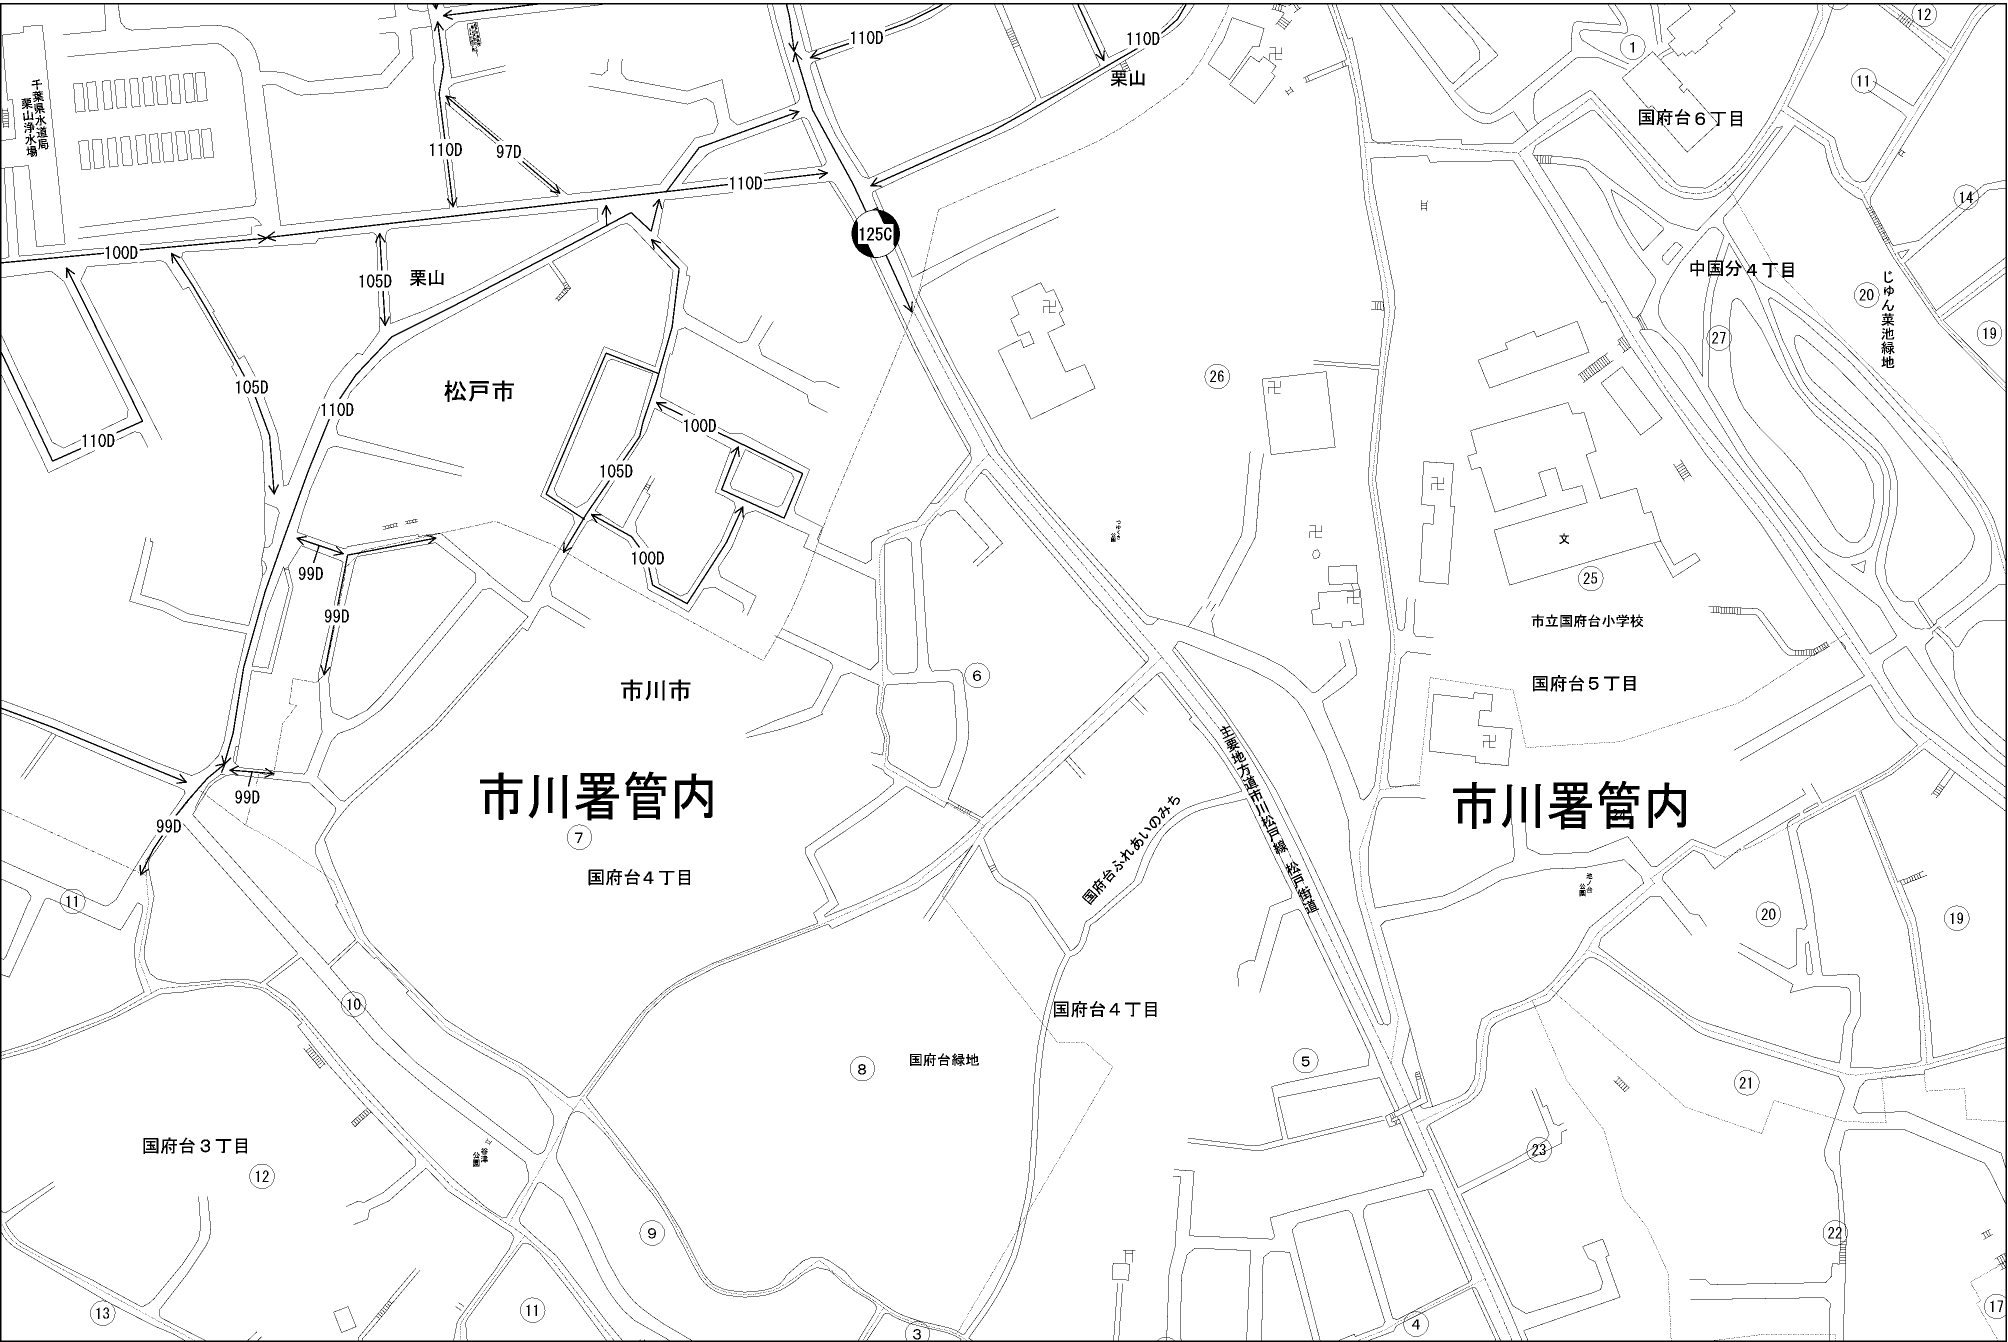 110D
110D
栗山
千葉県水道局
栗山浄水場
110D
97D
110D
125C
100D
105D
栗山
105D
110D
110D
松戸市
100D
105D
100D
99D
99D
99D
99D
市川市
市川署管内
7
国府台4丁目
6
26
1
12
11
国府台6丁目
14
中国分4丁目
20
じゅん菜池緑地
27
19
文
25
市立国府台小学校
国府台5丁目
市川署管内
主要地方道市川松戸線 松戸街道
国府台ふれあいのみち
池ノ台
公園
20
19
11
10
国府台4丁目
8
国府台緑地
5
21
国府台3丁目
12
23
9
22
13
11
3
4
17